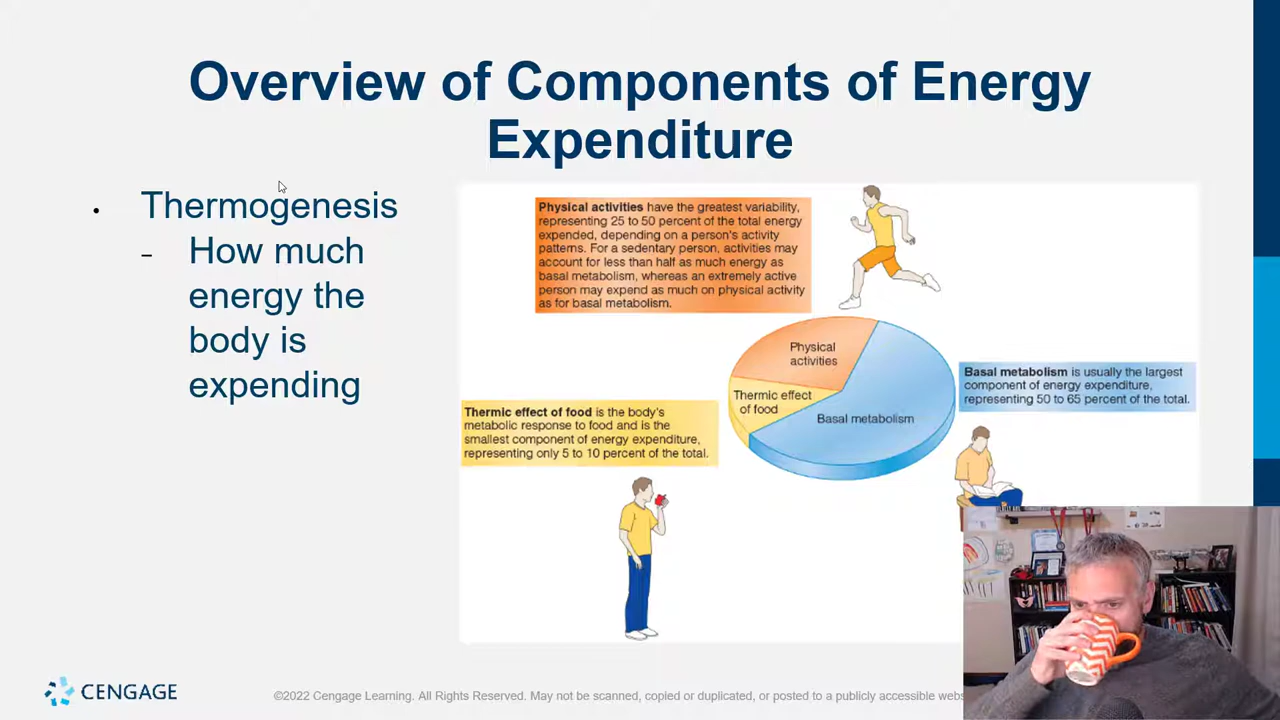 Overview of Components of Energy
Expenditure
• Thermogenesis
– How much
energy the
body is
expending
Physical activities have the greatest variability,
representing 25 to 50 percent of the total energy
expended, depending on a person's activity
patterns. For a sedentary person, activities may
account for less than half as much energy as
basal metabolism, whereas an extremely active
person may expend as much on physical activity
as for basal metabolism.
Physical
activities
Thermic effect
of food
Basal metabolism
Basal metabolism is usually the largest
component of energy expenditure,
representing 50 to 65 percent of the total.
Thermic effect of food is the body's
metabolic response to food and is the
smallest component of energy expenditure,
representing only 5 to 10 percent of the total.
CENGAGE
©2022 Cengage Learning. All Rights Reserved. May not be scanned, copied or duplicated, or posted to a publicly accessible